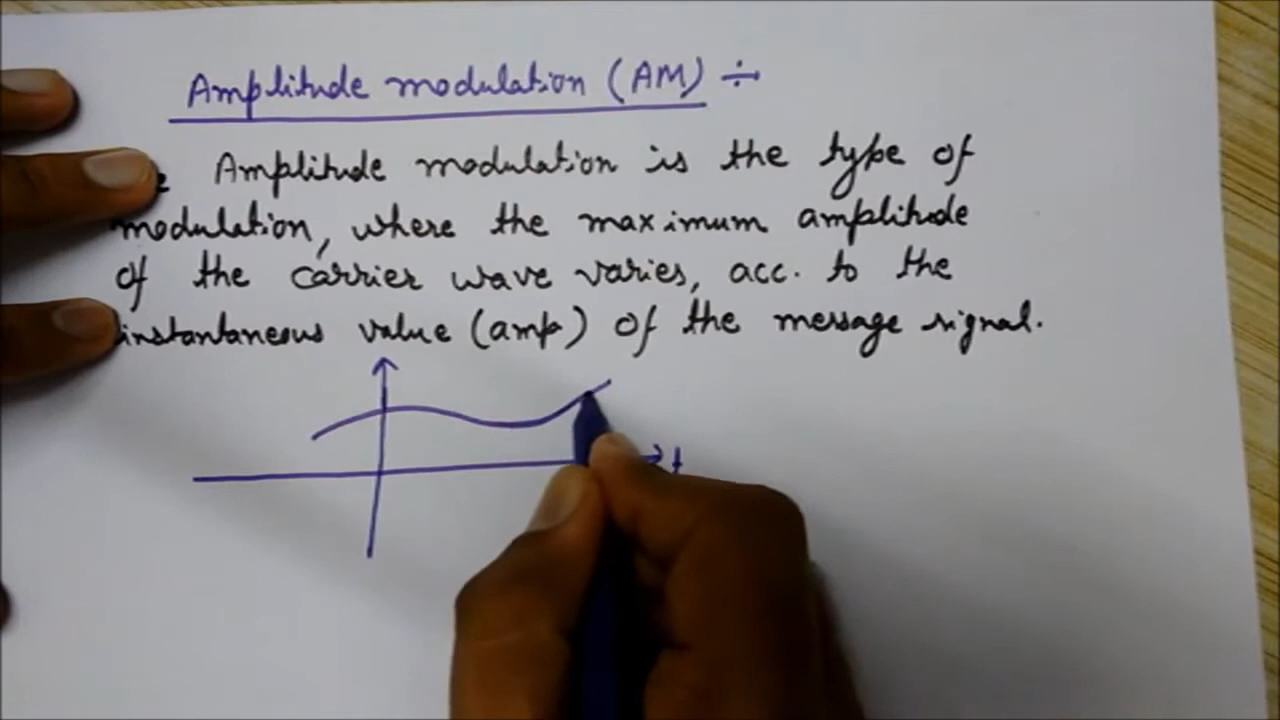 Amplitude modulation (AM) ÷
Amplitude modulation is the type of
modulation, where the maximum amplitude
of the carrier wave varies, acc. to the
instantaneous value (amp) of the message signal.
t